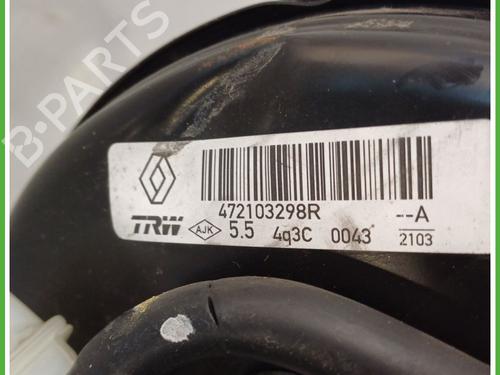 B-PARTS
472103298R --A
TRW AJK 5.5 4q3C 0043 2103